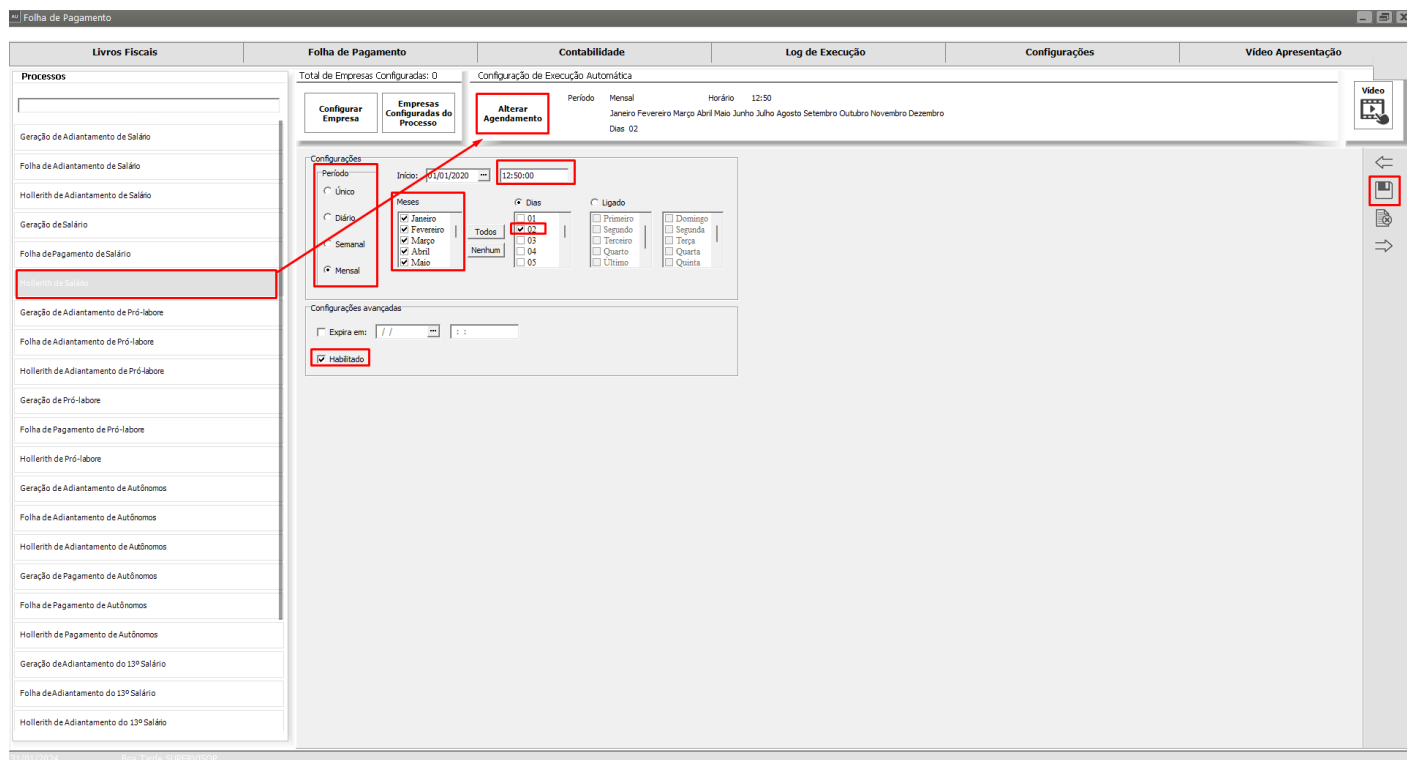 AU Folha de Pagamento
Livros Fiscais
Folha de Pagamento
Contabilidade
Log de Execução
Configurações
Vídeo Apresentação
Processos
Geração de Adiantamento de Salário
Folha de Adiantamento de Salário
Hollerith de Adiantamento de Salário
Geração de Salário
Folha de Pagamento de Salário
Hollerith de Salário
Geração de Adiantamento de Pró-labore
Folha de Adiantamento de Pró-labore
Hollerith de Adiantamento de Pró-labore
Geração de Pró-labore
Folha de Pagamento de Pró-labore
Hollerith de Pró-labore
Geração de Adiantamento de Autônomos
Folha de Adiantamento de Autônomos
Hollerith de Adiantamento de Autônomos
Geração de Pagamento de Autônomos
Folha de Pagamento de Autônomos
Hollerith de Pagamento de Autônomos
Geração de Adiantamento do 13º Salário
Folha de Adiantamento do 13º Salário
Hollerith de Adiantamento do 13º Salário
Total de Empresas Configuradas: 0
Configurar
Empresa
Empresas
Configuradas do
Processo
Configuração de Execução Automática
Alterar
Agendamento
Período Mensal Horário 12:50
Janeiro Fevereiro Março Abril Maio Junho Julho Agosto Setembro Outubro Novembro Dezembro
Dias 02
Vídeo
Configurações
Período
Único
Diário
Semanal
Mensal
Início: 01/01/2020 ... 12:50:00
Meses
Janeiro
Fevereiro
Março
Abril
Maio
Todos
Nenhum
Dias
01
02
03
04
05
Ligado
Primeiro
Segundo
Terceiro
Quarto
Último
Domingo
Segunda
Terça
Quarta
Quinta
Configurações avançadas
Expira em: / / ... : :
Habilitado
31/01/2024 Boa Tarde SUPERVISOR